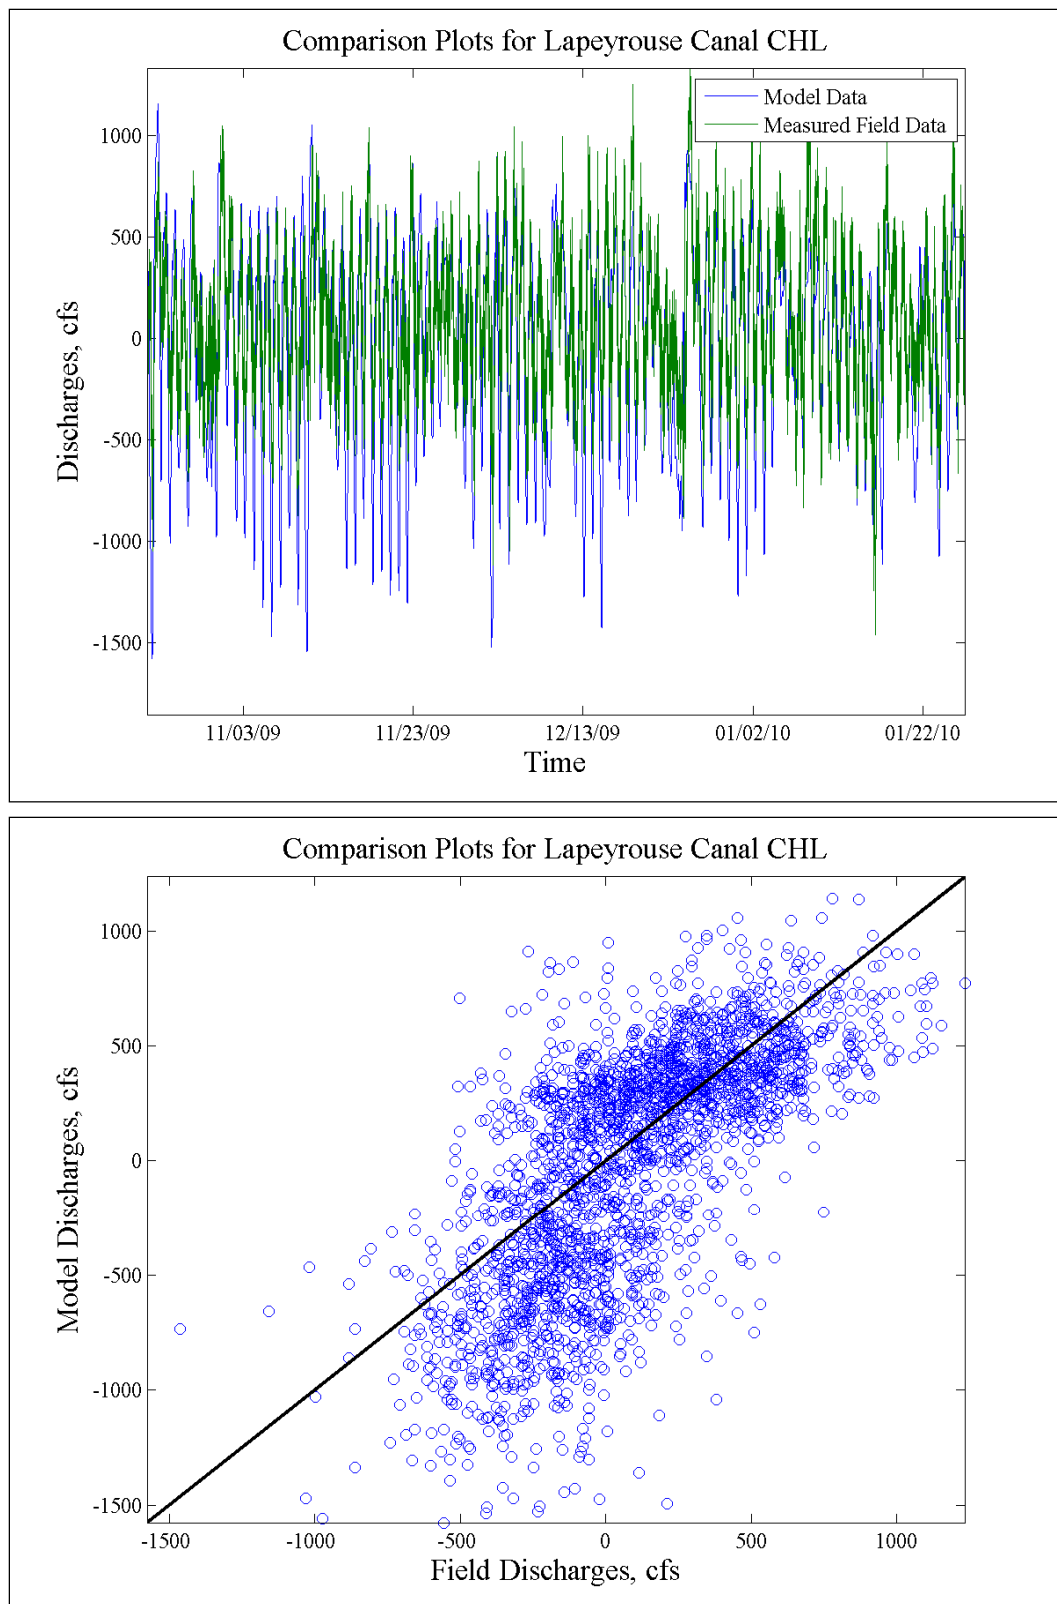 Comparison Plots for Lapeyrouse Canal CHL
Model Data
Measured Field Data
1000
500
0
-500
-1000
-1500
Discharges, cfs
11/03/09 11/23/09 12/13/09 01/02/10 01/22/10
Time
Comparison Plots for Lapeyrouse Canal CHL
1000
500
0
-500
-1000
-1500
Model Discharges, cfs
-1500 -1000 -500 0 500 1000
Field Discharges, cfs